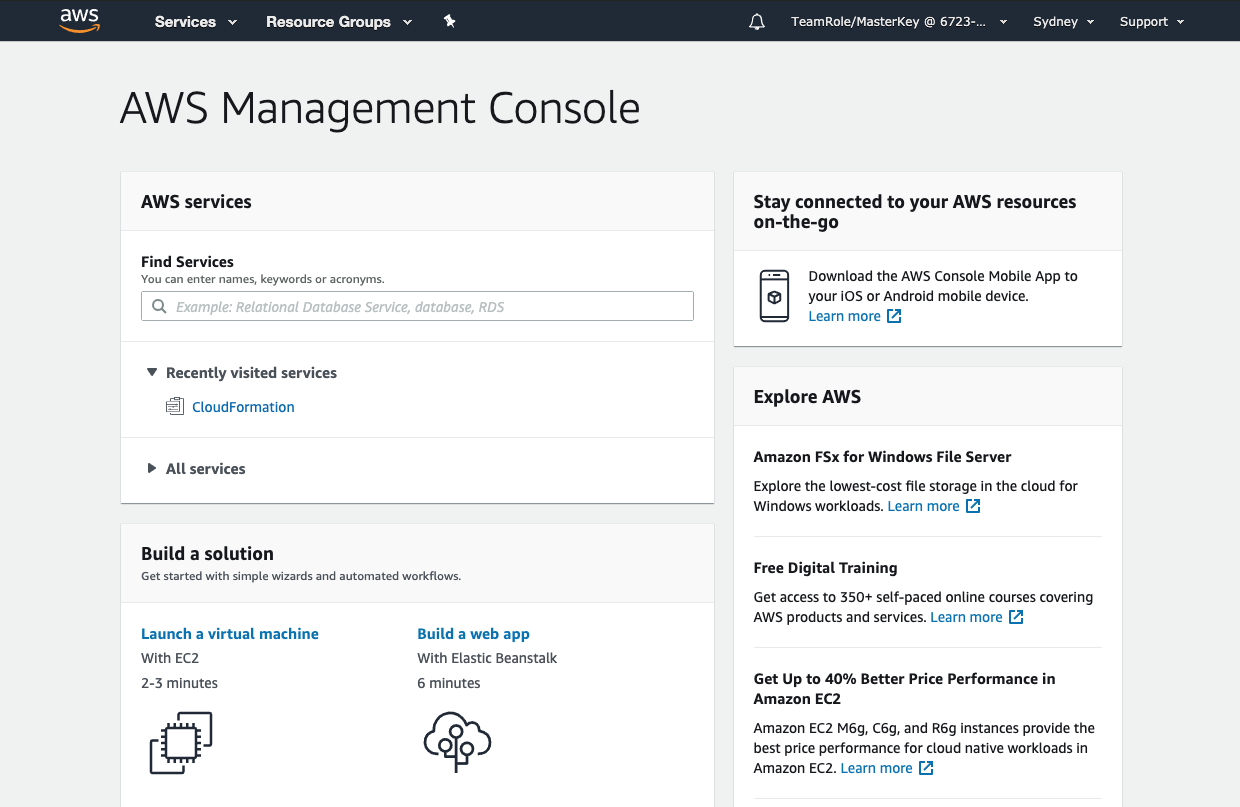 aws
Services
Resource Groups
TeamRole/MasterKey @ 6723-...
Sydney
Support
AWS Management Console
AWS services
Find Services
You can enter names, keywords or acronyms.
Example: Relational Database Service, database, RDS
Recently visited services
CloudFormation
All services
Build a solution
Get started with simple wizards and automated workflows.
Launch a virtual machine
With EC2
2-3 minutes
Build a web app
With Elastic Beanstalk
6 minutes
Stay connected to your AWS resources
on-the-go
Download the AWS Console Mobile App to
your iOS or Android mobile device.
Learn more
Explore AWS
Amazon FSx for Windows File Server
Explore the lowest-cost file storage in the cloud for
Windows workloads. Learn more
Free Digital Training
Get access to 350+ self-paced online courses covering
AWS products and services. Learn more
Get Up to 40% Better Price Performance in
Amazon EC2
Amazon EC2 M6g, C6g, and R6g instances provide the
best price performance for cloud native workloads in
Amazon EC2. Learn more